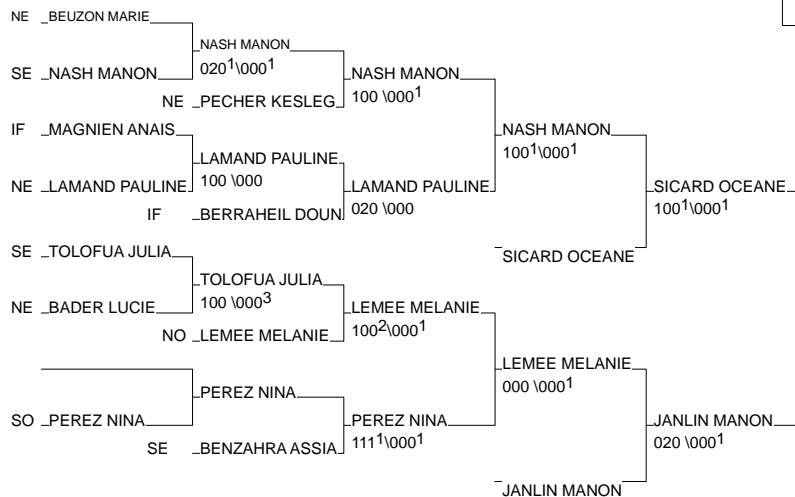 NE BEUZON MARIE
NASH MANON
020¹\000¹
SE NASH MANON
NASH MANON
100 \000¹
NE PECHER KESLEG
IF MAGNIEN ANAIS
NASH MANON
100¹\000¹
LAMAND PAULINE
100 \000
NE LAMAND PAULINE
LAMAND PAULINE
020 \000
SICARD OCEANE
100¹\000¹
IF BERRAHEIL DOUN
SE TOLOFUA JULIA
SICARD OCEANE
TOLOFUA JULIA
100 \000³
NE BADER LUCIE
LEMEE MELANIE
100²\000¹
NO LEMEE MELANIE
LEMEE MELANIE
000 \000¹
PEREZ NINA
SO PEREZ NINA
PEREZ NINA
111¹\000¹
JANLIN MANON
020 \000¹
SE BENZAHRA ASSIA
JANLIN MANON